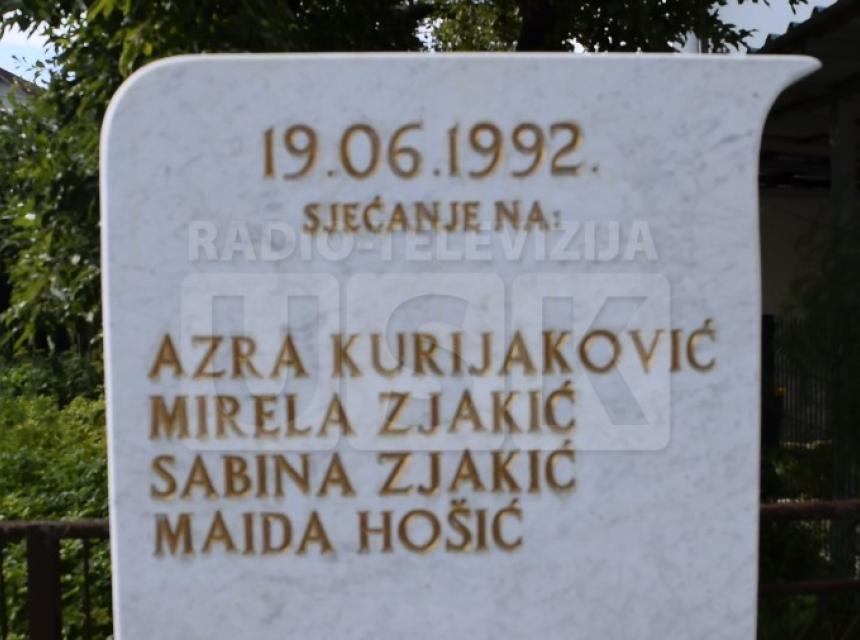 19.06.1992.
SJEĆANJE NA:
RADIO-TELEVIZIJA
USK
AZRA KURIJAKOVIĆ
MIRELA ZJAKIĆ
SABINA ZJAKIĆ
MAIDA HOŠIĆ